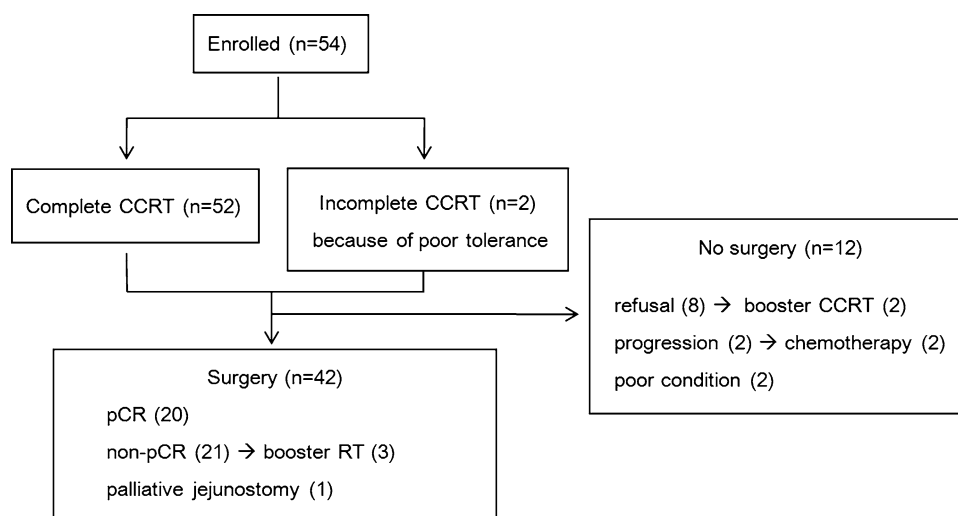 Enrolled (n=54)
Complete CCRT (n=52)
Incomplete CCRT (n=2)
because of poor tolerance
No surgery (n=12)
refusal (8) → booster CCRT (2)
progression (2) → chemotherapy (2)
poor condition (2)
Surgery (n=42)
pCR (20)
non-pCR (21) → booster RT (3)
palliative jejunostomy (1)